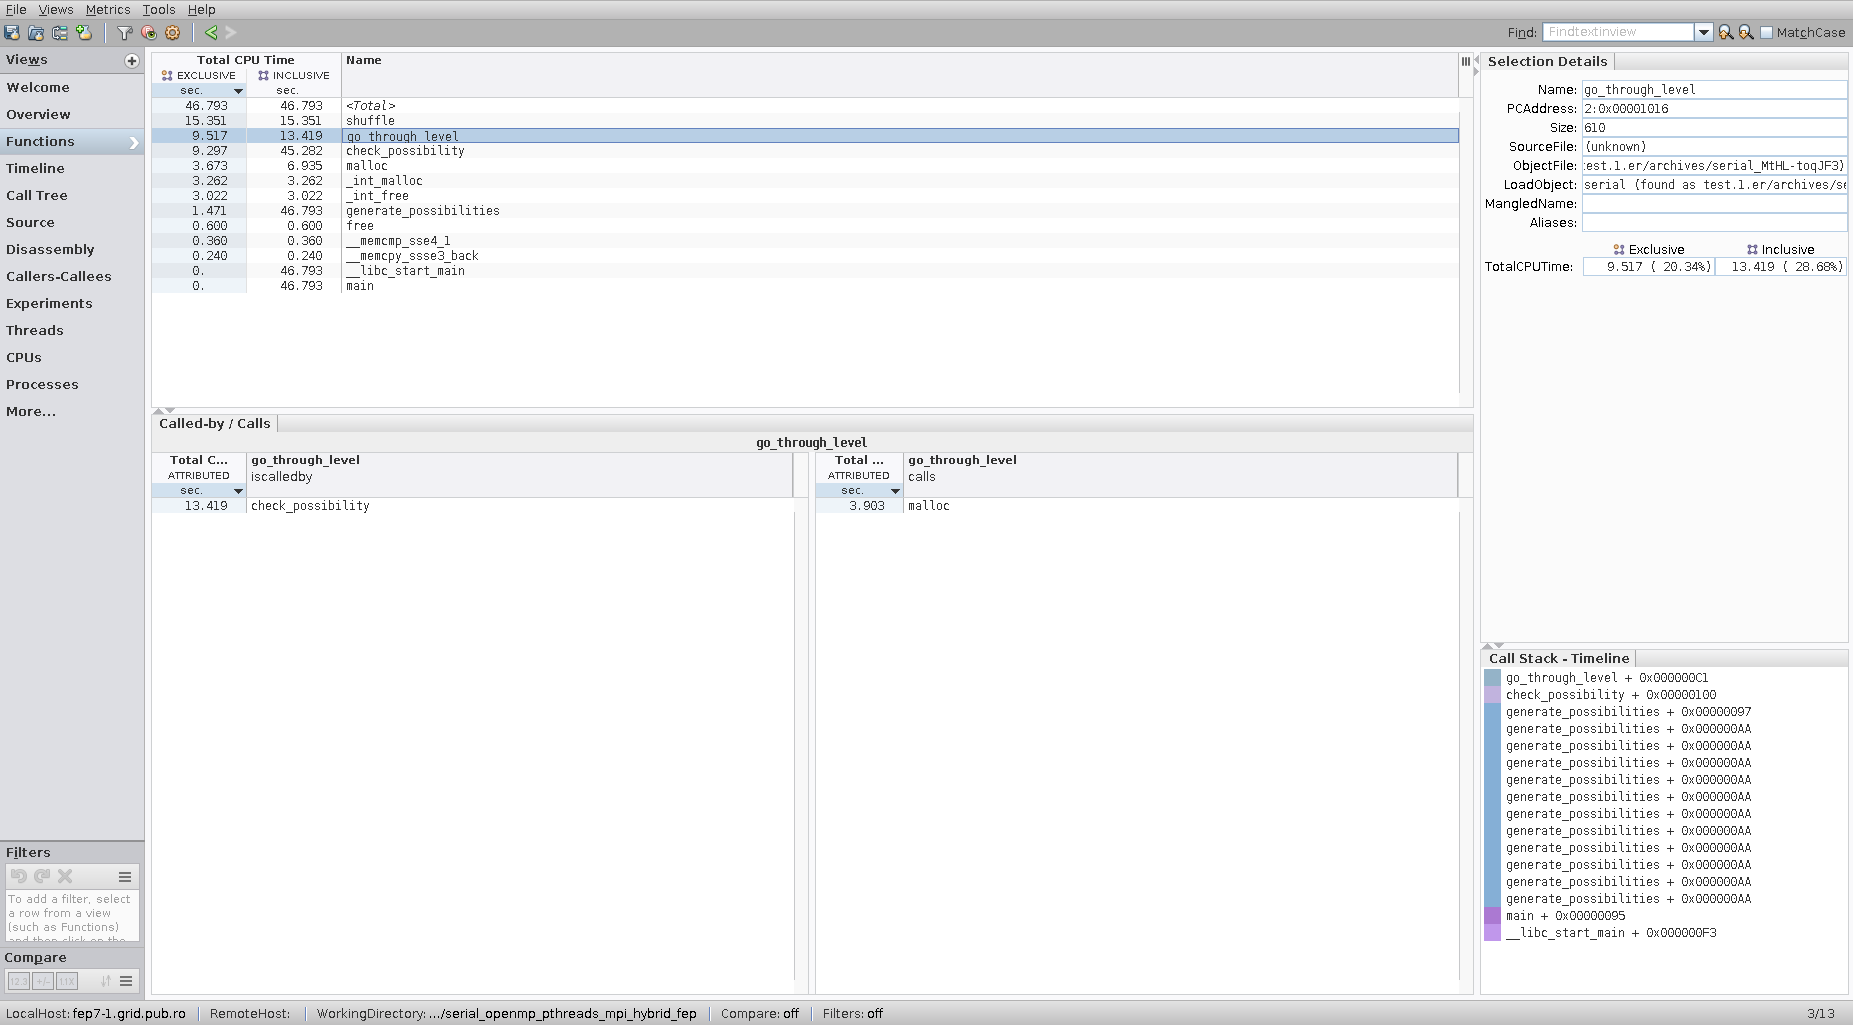 File Views Metrics Tools Help
Find: Findtextinview MatchCase
Views
Welcome
Overview
Functions
Timeline
Call Tree
Source
Disassembly
Callers-Callees
Experiments
Threads
CPUs
Processes
More...
Filters
To add a filter, select
a row from a view
(such as Functions)
and then click on the
Compare
12.3 +/- 1.1X
Total CPU Time Name
EXCLUSIVE INCLUSIVE
sec. sec.
46.793 46.793 <Total>
15.351 15.351 shuffle
9.517 13.419 go_through_level
9.297 45.282 check_possibility
3.673 6.935 malloc
3.262 3.262 _int_malloc
3.022 3.022 _int_free
1.471 46.793 generate_possibilities
0.600 0.600 free
0.360 0.360 __memcmp_sse4_1
0.240 0.240 __memcpy_ssse3_back
0. 46.793 __libc_start_main
0. 46.793 main
Called-by / Calls
go_through_level
Total C... go_through_level
ATTRIBUTED iscalledby
sec.
13.419 check_possibility
Total ... go_through_level
ATTRIBUTED calls
sec.
3.903 malloc
Selection Details
Name: go_through_level
PCAddress: 2:0x00001016
Size: 610
SourceFile: (unknown)
ObjectFile: test.1.er/archives/serial_MtHL-toqJF3)
LoadObject: serial (found as test.1.er/archives/se
MangledName:
Aliases:
Exclusive Inclusive
TotalCPUTime: 9.517 ( 20.34%) 13.419 ( 28.68%)
Call Stack - Timeline
go_through_level + 0x000000C1
check_possibility + 0x00000100
generate_possibilities + 0x00000097
generate_possibilities + 0x000000AA
generate_possibilities + 0x000000AA
generate_possibilities + 0x000000AA
generate_possibilities + 0x000000AA
generate_possibilities + 0x000000AA
generate_possibilities + 0x000000AA
generate_possibilities + 0x000000AA
generate_possibilities + 0x000000AA
generate_possibilities + 0x000000AA
generate_possibilities + 0x000000AA
generate_possibilities + 0x000000AA
main + 0x00000095
__libc_start_main + 0x000000F3
LocalHost: fep7-1.grid.pub.ro RemoteHost: WorkingDirectory: .../serial_openmp_pthreads_mpi_hybrid_fep Compare: off Filters: off 3/13